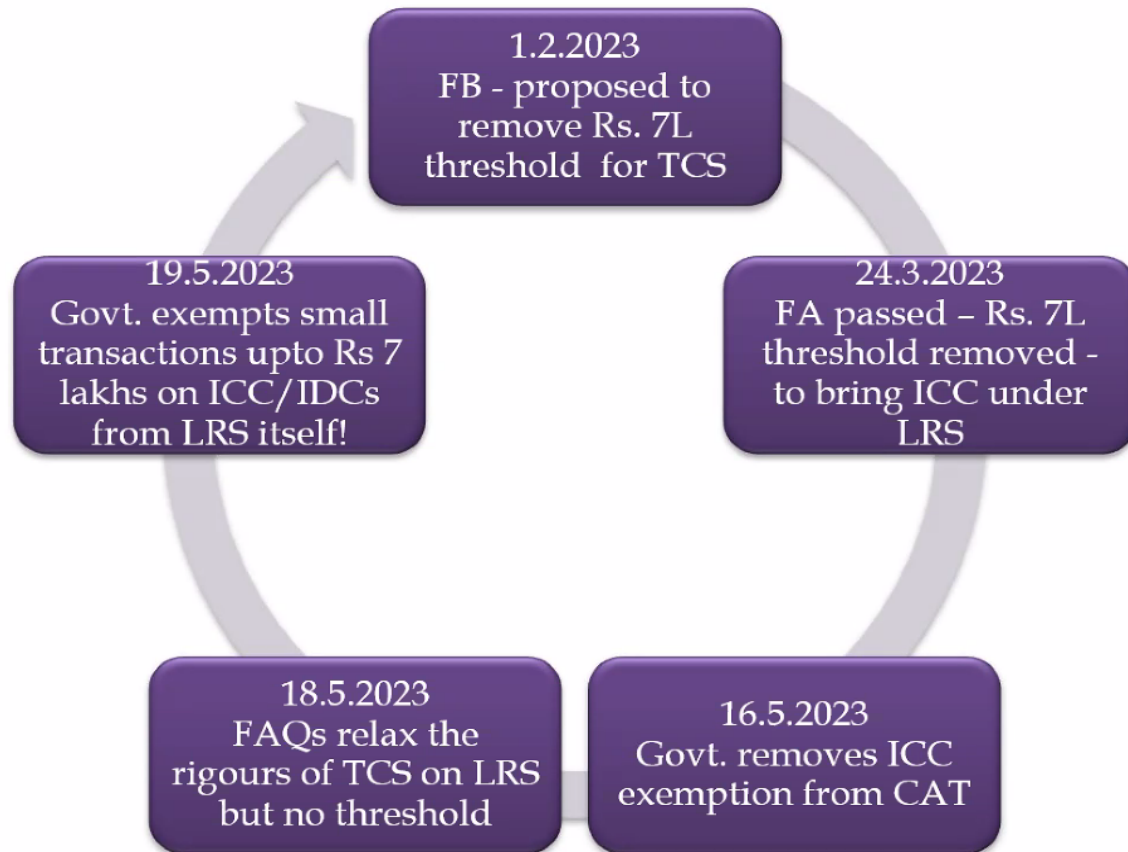 1.2.2023
FB - proposed to
remove Rs. 7L
threshold for TCS
24.3.2023
FA passed – Rs. 7L
threshold removed -
to bring ICC under
LRS
16.5.2023
Govt. removes ICC
exemption from CAT
18.5.2023
FAQs relax the
rigours of TCS on LRS
but no threshold
19.5.2023
Govt. exempts small
transactions upto Rs 7
lakhs on ICC/IDCs
from LRS itself!